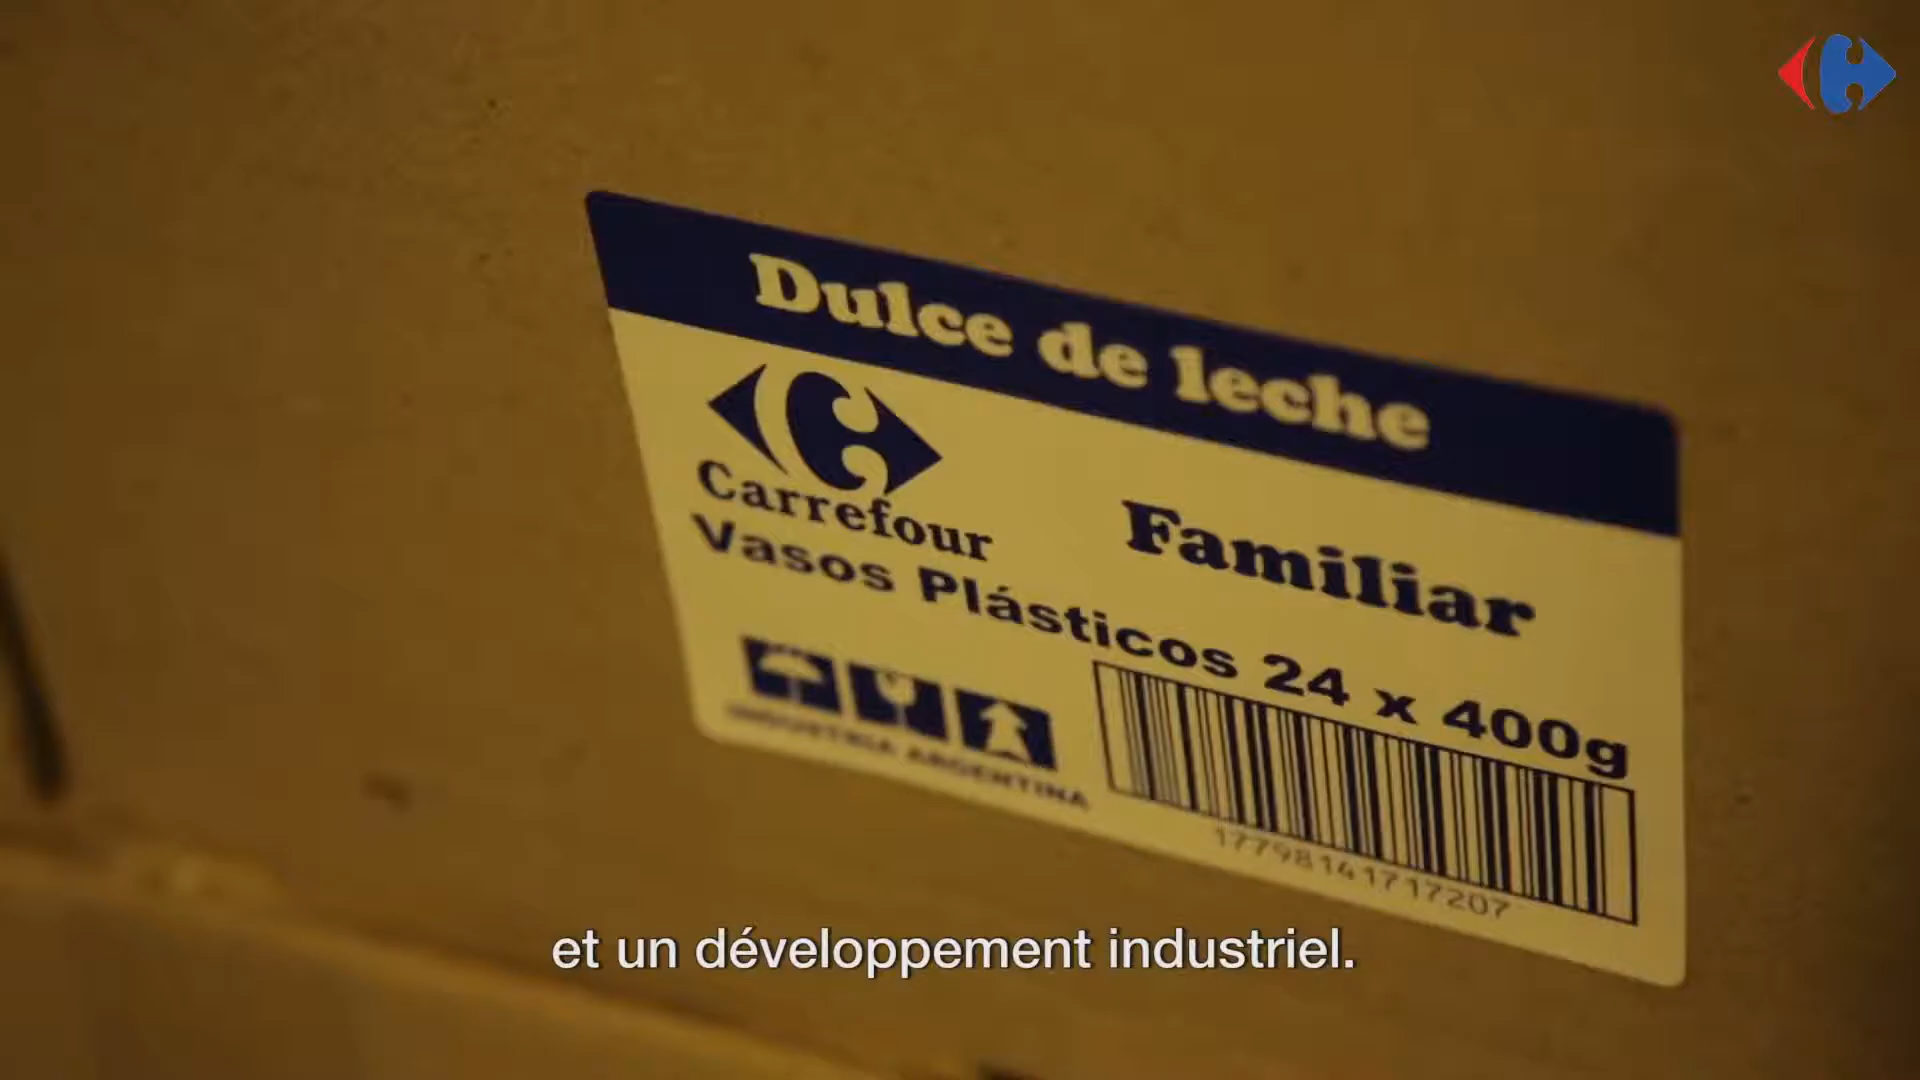 Dulce de leche
Carrefour
Familiar
Vasos Plásticos 24 x 400g
INDUSTRIA ARGENTINA
17798141717207
et un développement industriel.